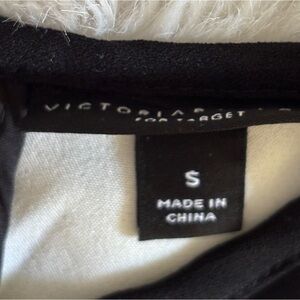 VICTORIA
FOR TARGET
S
MADE IN
CHINA